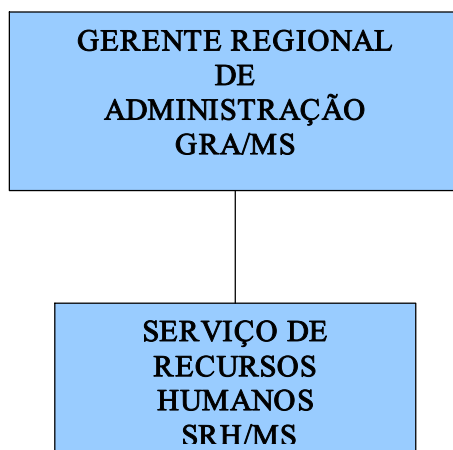 GERENTE REGIONAL
DE
ADMINISTRAÇÃO
GRA/MS
SERVIÇO DE
RECURSOS
HUMANOS
SRH/MS